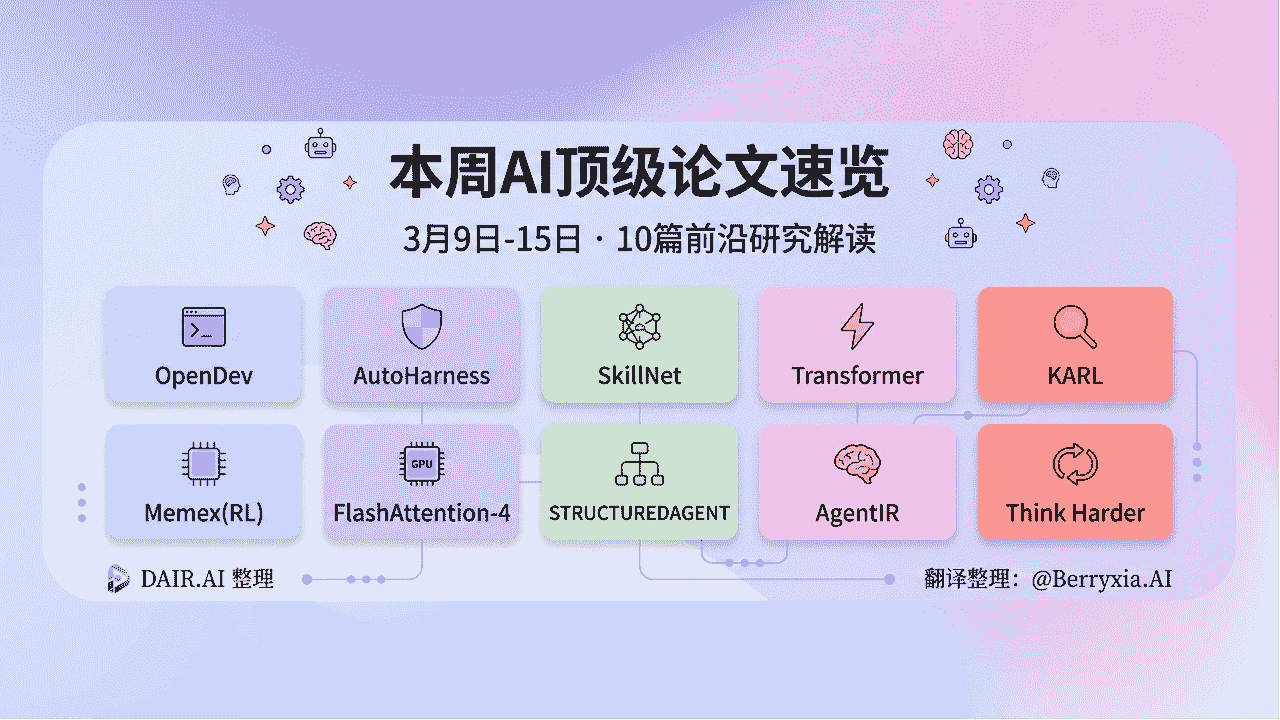 本周AI顶级论文速览
3月9日-15日 · 10篇前沿研究解读
OpenDev
AutoHarness
SkillNet
Transformer
KARL
Memex(RL)
GPU
FlashAttention-4
STRUCTUREDAGENT
AgentIR
Think Harder
DAIR.AI 整理
翻译整理：@Berryxia.AI